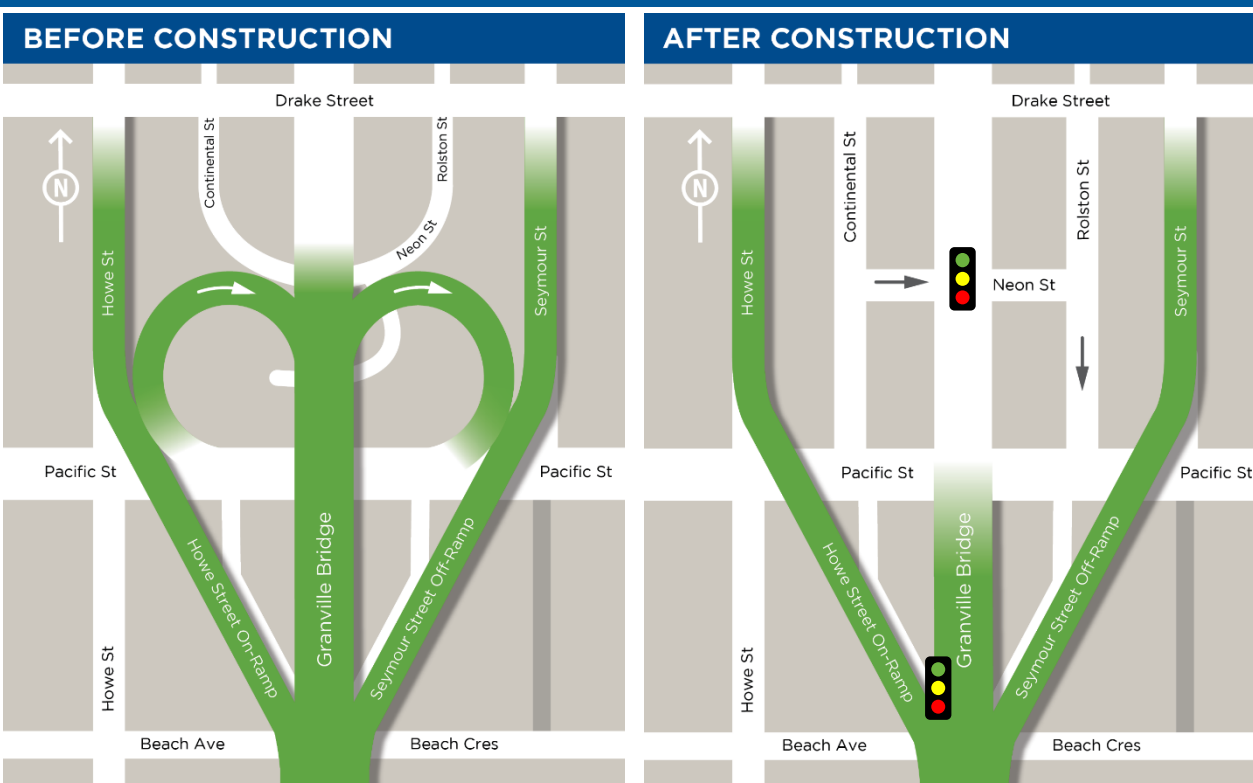 BEFORE CONSTRUCTION
Drake Street
N
Continental St
Rolston St
Neon St
Howe St
Seymour St
Pacific St
Pacific St
Howe Street On-Ramp
Granville Bridge
Seymour Street Off-Ramp
Howe St
Beach Ave
Beach Cres
AFTER CONSTRUCTION
Drake Street
N
Continental St
Rolston St
Howe St
Neon St
Seymour St
Pacific St
Pacific St
Howe Street On-Ramp
Granville Bridge
Seymour Street Off-Ramp
Howe St
Beach Ave
Beach Cres